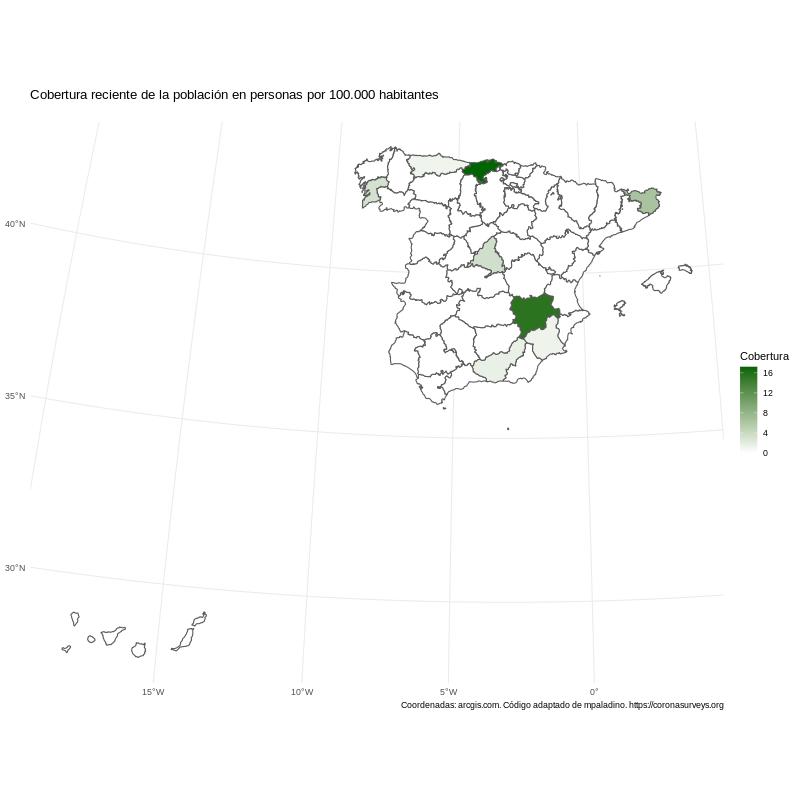 Cobertura reciente de la población en personas por 100.000 habitantes
40°N
35°N
30°N
15°W
10°W
5°W
0°
Cobertura
16
12
8
4
0
Coordenadas: arcgis.com. Código adaptado de mpaladino. https://coronasurveys.org